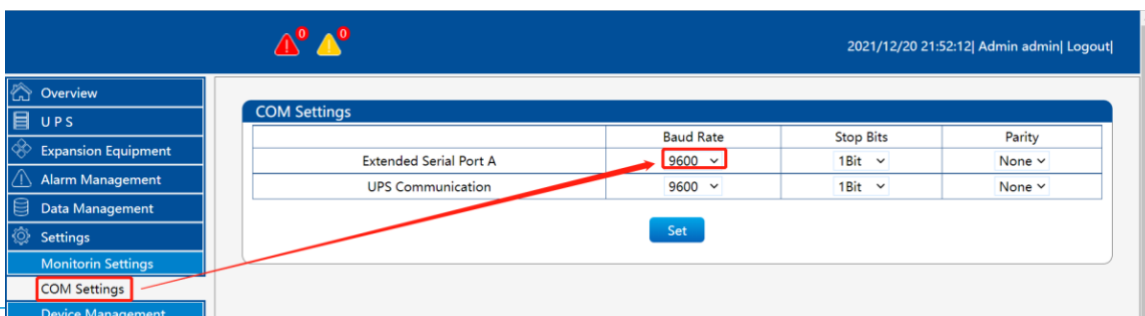 0 0
2021/12/20 21:52:12| Admin admin| Logout|
Overview
UPS
Expansion Equipment
Alarm Management
Data Management
Settings
Monitorin Settings
COM Settings
Device Management
COM Settings
Baud Rate Stop Bits Parity
Extended Serial Port A 9600 1Bit None
UPS Communication 9600 1Bit None
Set